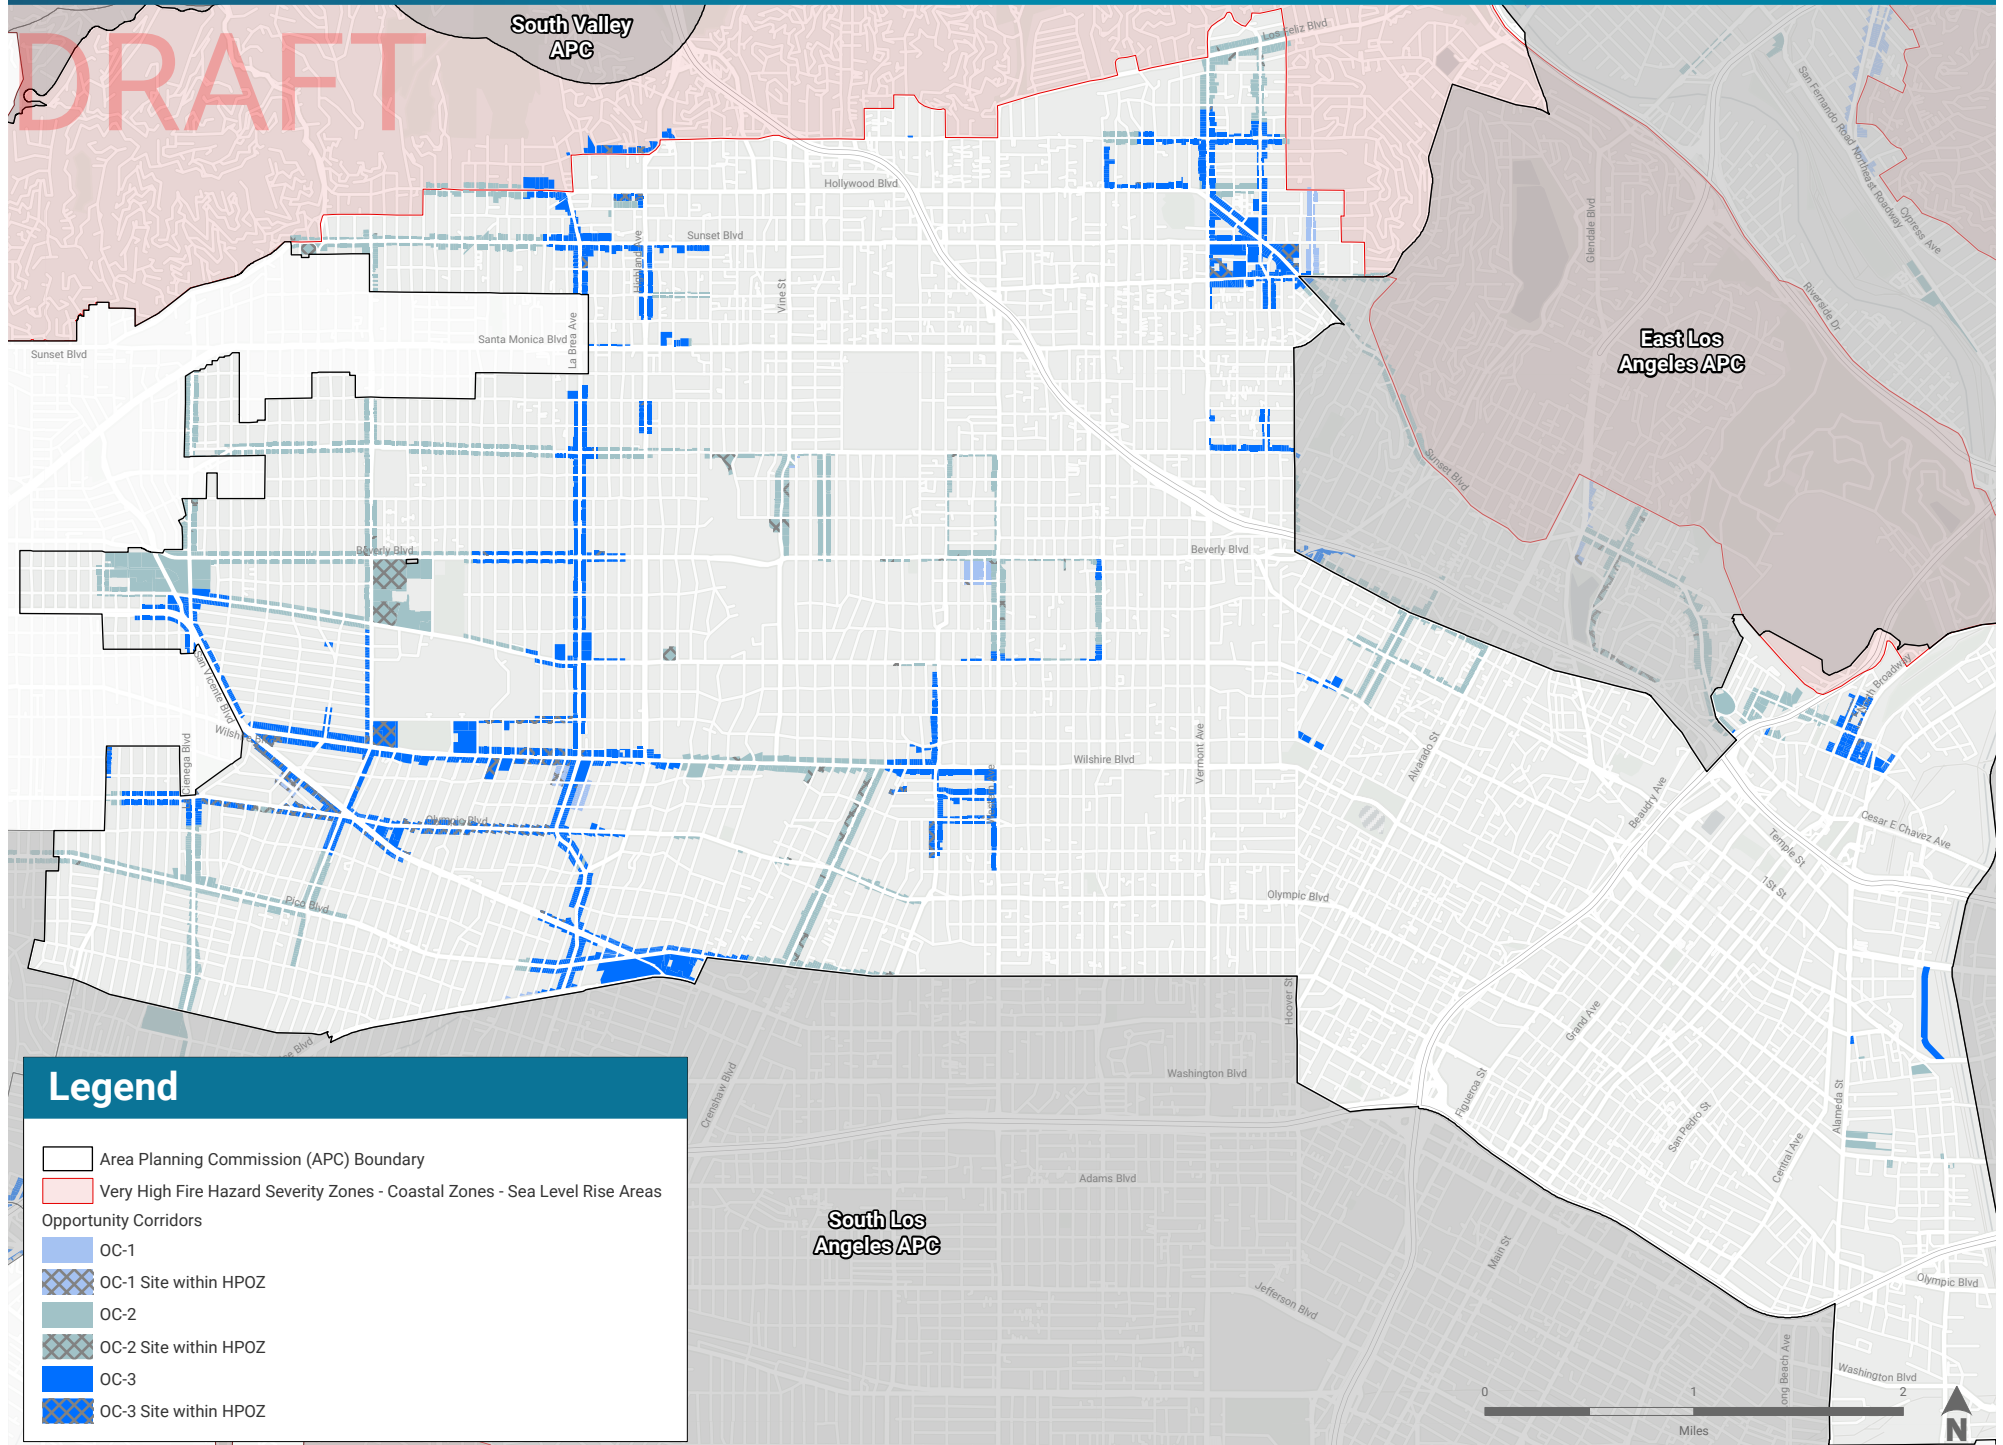 DRAFT
South Valley
APC
Los Feliz Blvd
San Fernando Road
Northeast Roadway
Cypress Ave
Riverside Dr
Glendale Blvd
Hollywood Blvd
Sunset Blvd
Highland Ave
Vine St
Santa Monica Blvd
La Brea Ave
Sunset Blvd
East Los
Angeles APC
Sunset Blvd
Beverly Blvd
Beverly Blvd
San Vicente Blvd
North Broadway
Wilshire Blvd
La Cienega Blvd
Wilshire Blvd
Vermont Ave
Western Ave
Alvarado St
Beaudry Ave
Cesar E Chavez Ave
Temple St
1St St
Olympic Blvd
Olympic Blvd
Pico Blvd
Hoover St
Grand Ave
Figueroa St
San Pedro St
Central Ave
Alameda St
Crenshaw Blvd
Washington Blvd
Adams Blvd
South Los
Angeles APC
Jefferson Blvd
Main St
Olympic Blvd
Long Beach Ave
Washington Blvd
Legend
Area Planning Commission (APC) Boundary
Very High Fire Hazard Severity Zones - Coastal Zones - Sea Level Rise Areas
Opportunity Corridors
OC-1
OC-1 Site within HPOZ
OC-2
OC-2 Site within HPOZ
OC-3
OC-3 Site within HPOZ
0 1 2
Miles
N